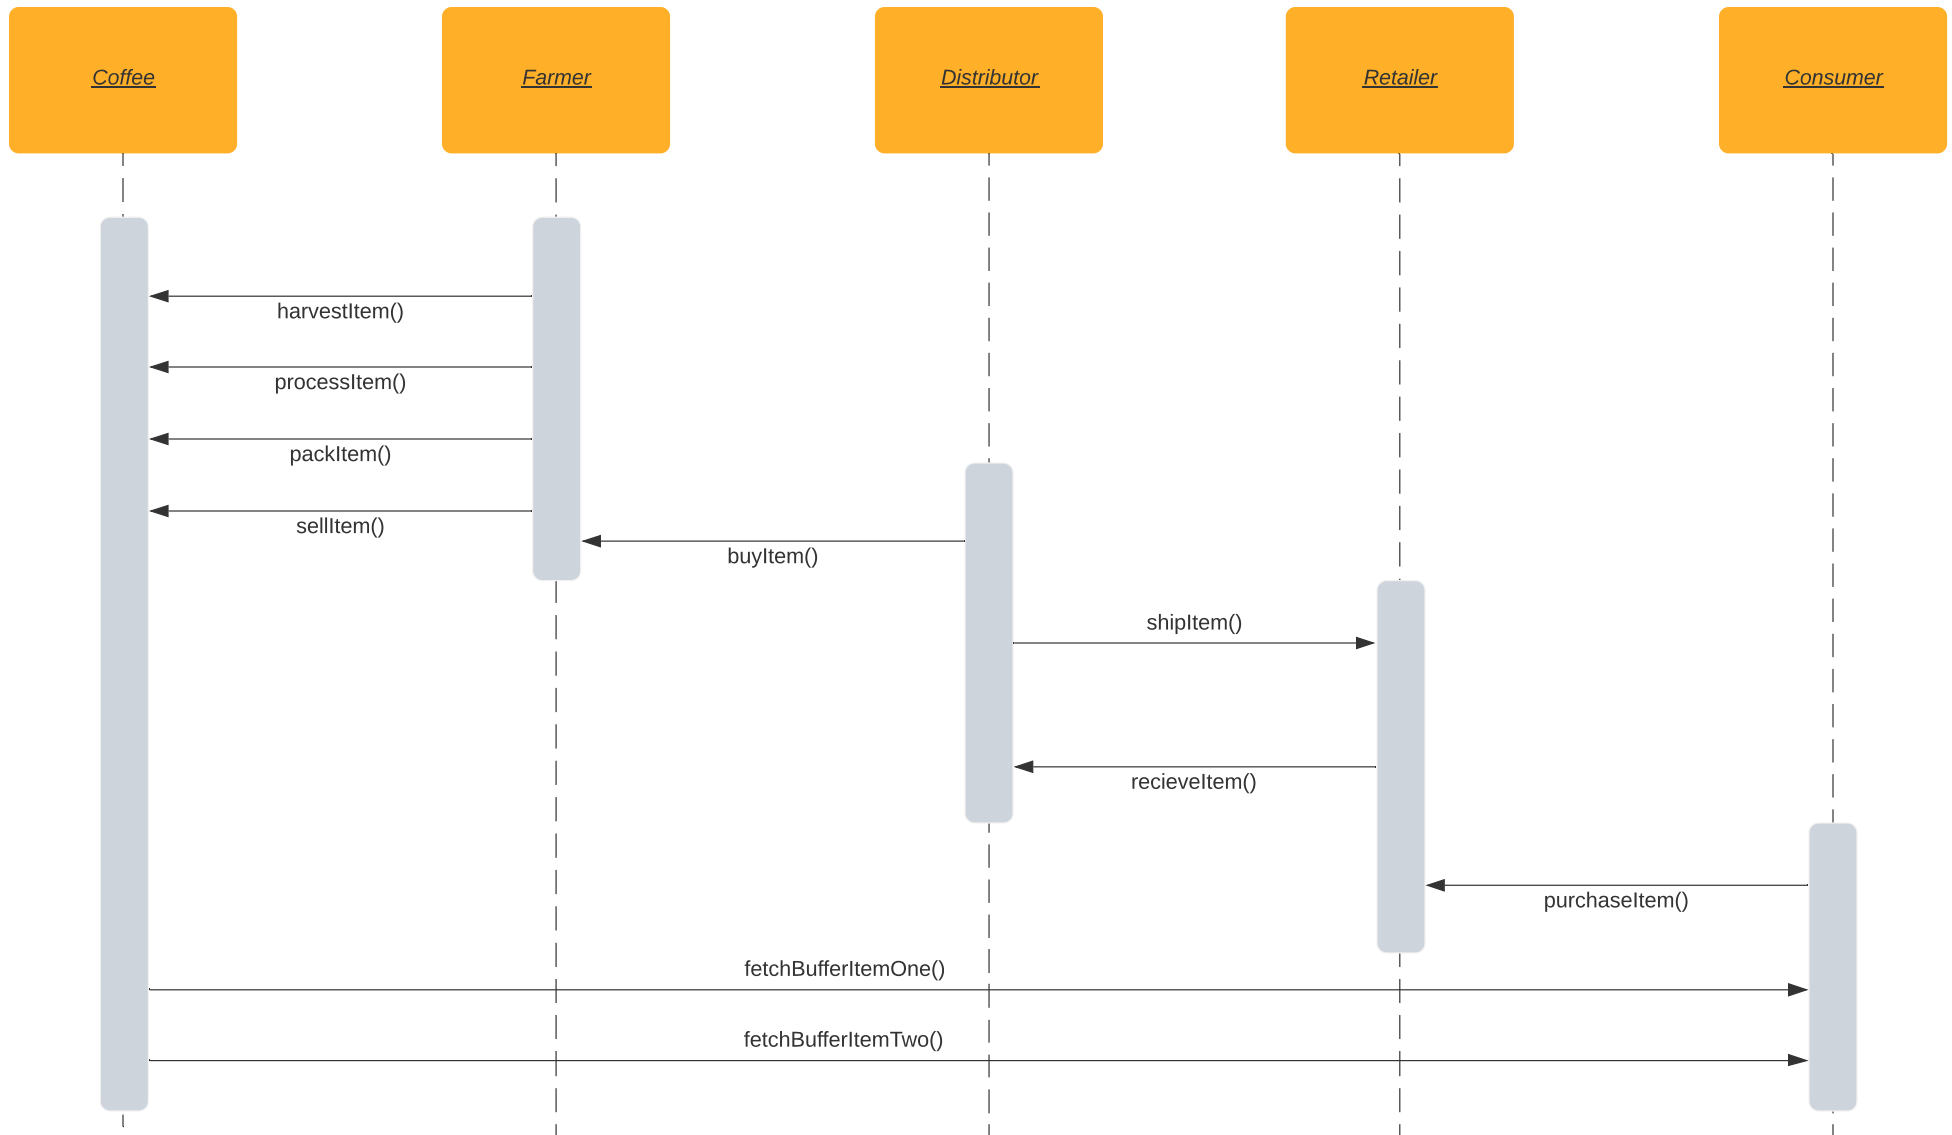 Coffee
Farmer
Distributor
Retailer
Consumer
harvestItem()
processItem()
packItem()
sellItem()
buyItem()
shipItem()
recieveItem()
purchaseItem()
fetchBufferItemOne()
fetchBufferItemTwo()